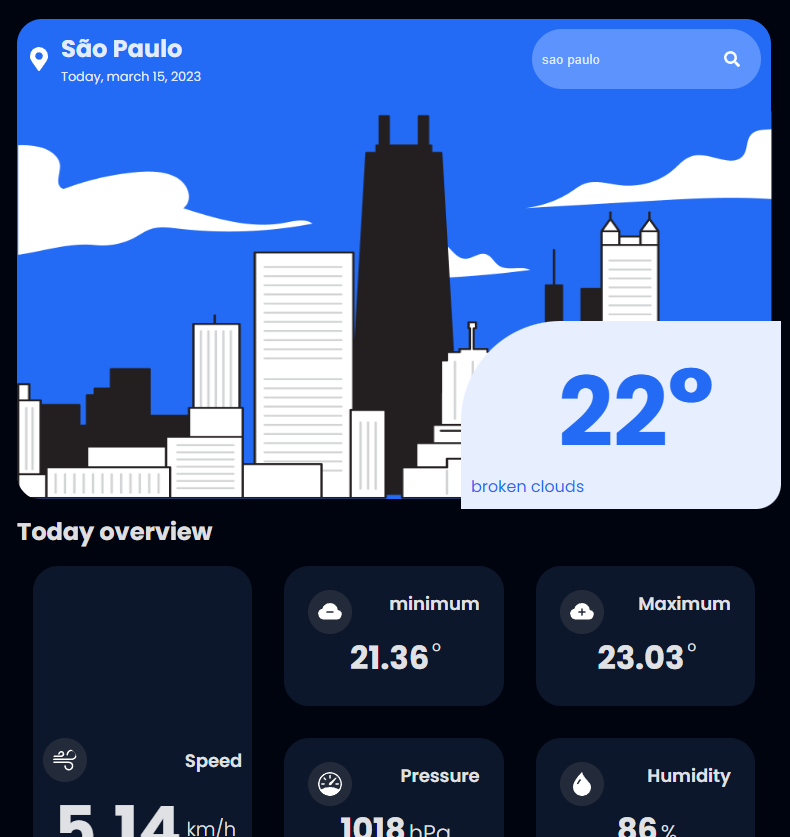 São Paulo
Today, march 15, 2023
sao paulo
22°
broken clouds
Today overview
minimum
21.36°
Maximum
23.03°
Speed
5.14 km/h
Pressure
1018 hPa
Humidity
86 %